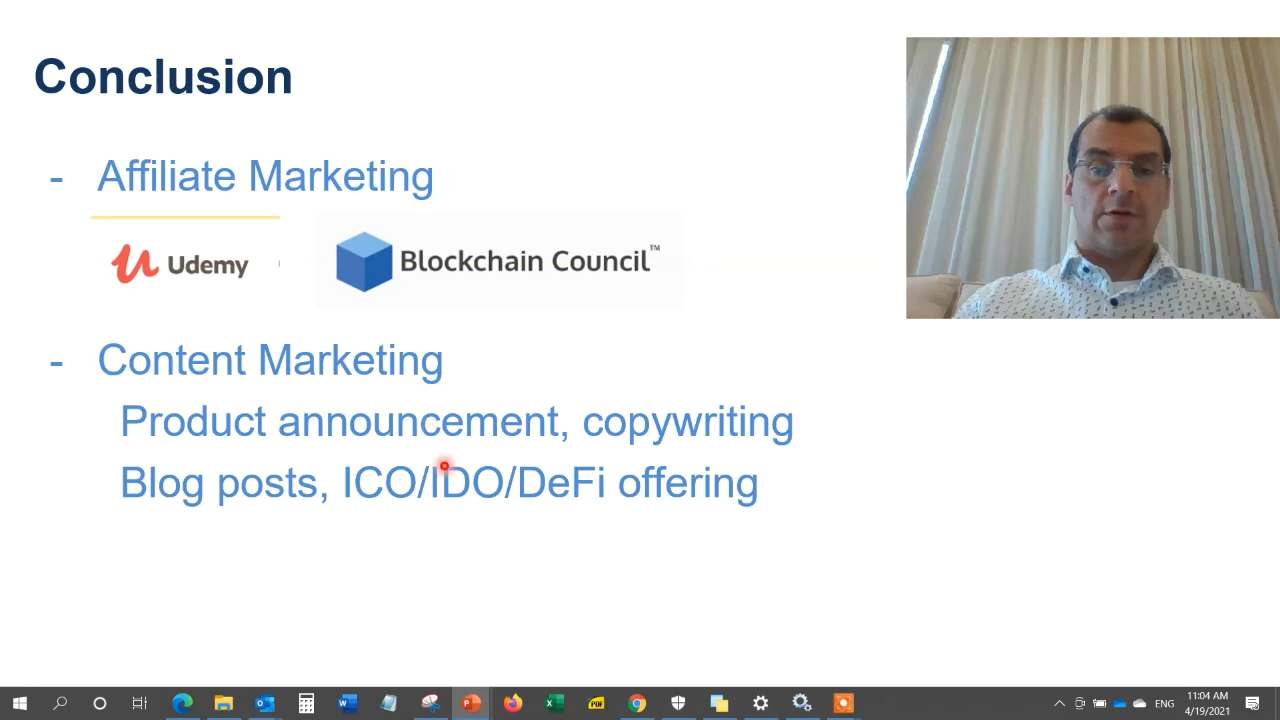 Conclusion
- Affiliate Marketing
Udemy
Blockchain Council™
- Content Marketing
Product announcement, copywriting
Blog posts, ICO/IDO/DeFi offering
ENG
11:04 AM
4/19/2021